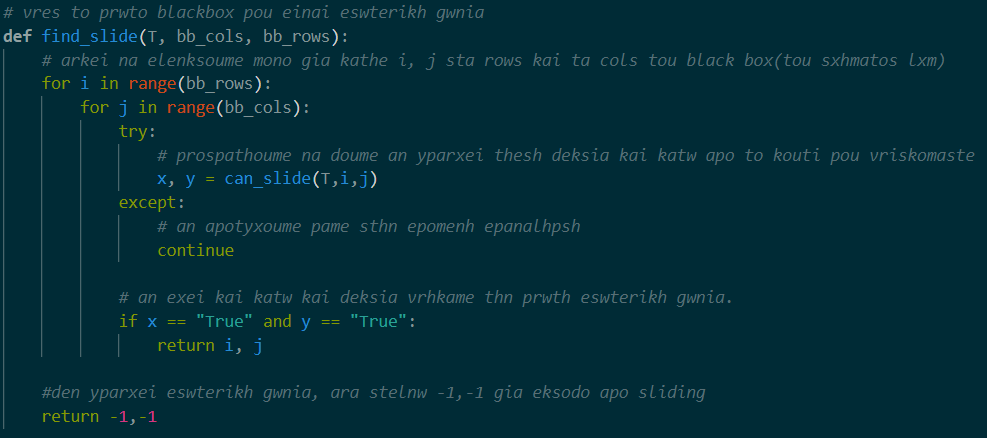 # vres to prwto blackbox pou einai eswterikh gwnia
def find_slide(T, bb_cols, bb_rows):
    # arkei na elenksoume mono gia kathe i, j sta rows kai ta cols tou black box(tou sxhmatos lxm)
    for i in range(bb_rows):
        for j in range(bb_cols):
            try:
                # prospathoume na doume an yparxei thesh deksia kai katw apo to kouti pou vriskomaste
                x, y = can_slide(T,i,j)
            except:
                # an apotyxoume pame sthn epomenh epanalhpsh
                continue

            # an exei kai katw kai deksia vrhkame thn prwth eswterikh gwnia.
            if x == "True" and y == "True":
                return i, j

    #den yparxei eswterikh gwnia, ara stelnw -1,-1 gia eksodo apo sliding
    return -1,-1